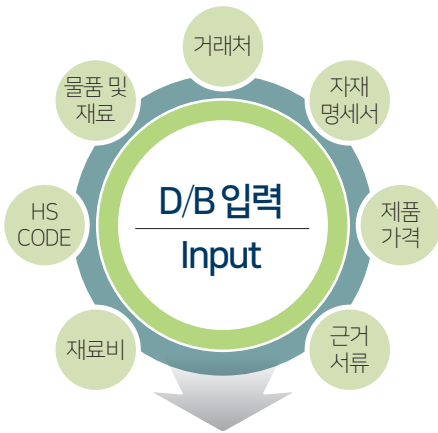 거래처
물품 및
재료
자재
명세서
HS
CODE
D/B 입력
Input
제품
가격
재료비
근거
서류